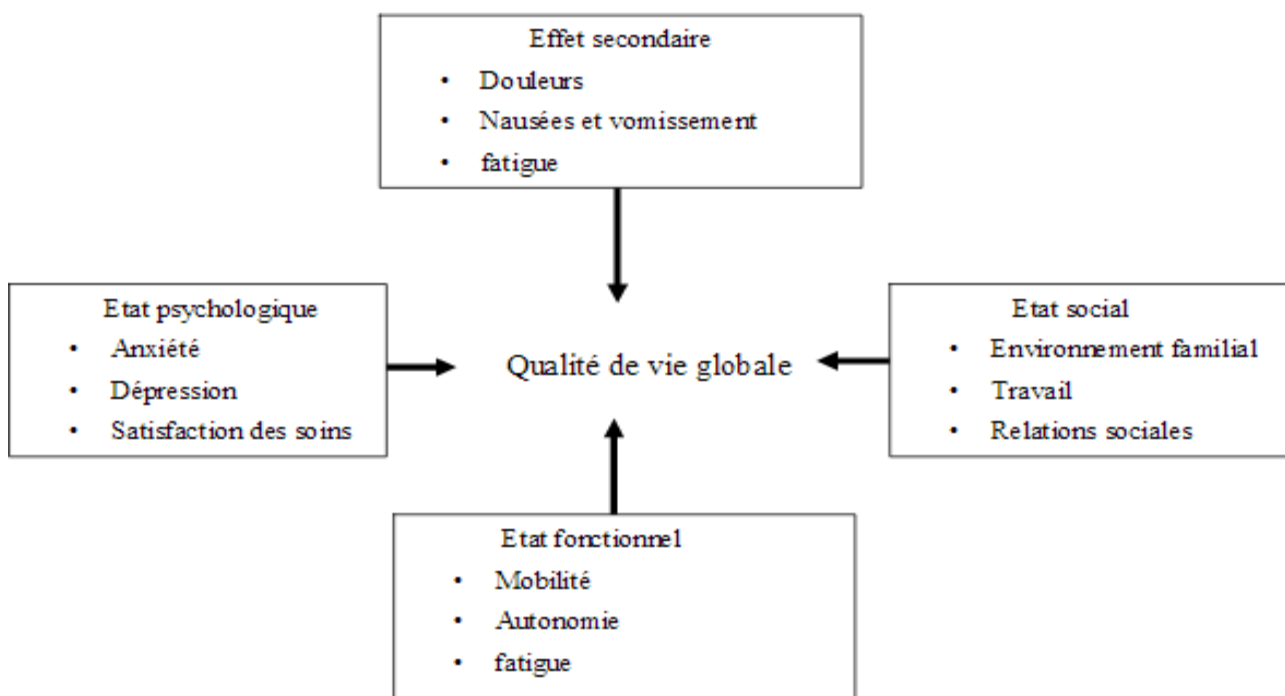 Effet secondaire
• Douleurs
• Nausées et vomissement
• fatigue
Etat psychologique
• Anxiété
• Dépression
• Satisfaction des soins
Qualité de vie globale
Etat social
• Environnement familial
• Travail
• Relations sociales
Etat fonctionnel
• Mobilité
• Autonomie
• fatigue